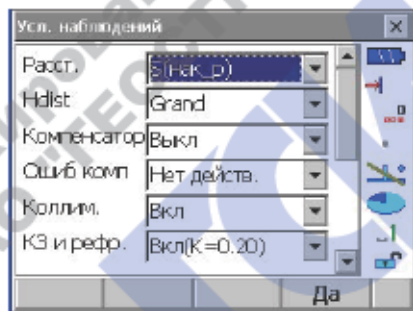 Усл. наблюдений
Расст. S(нак_р)
Hdist Grand
Компенсатор Выкл
Ошиб комп Нет действ.
Коллим. Вкл
КЗ и рефр. Вкл(K=0.20)
Да